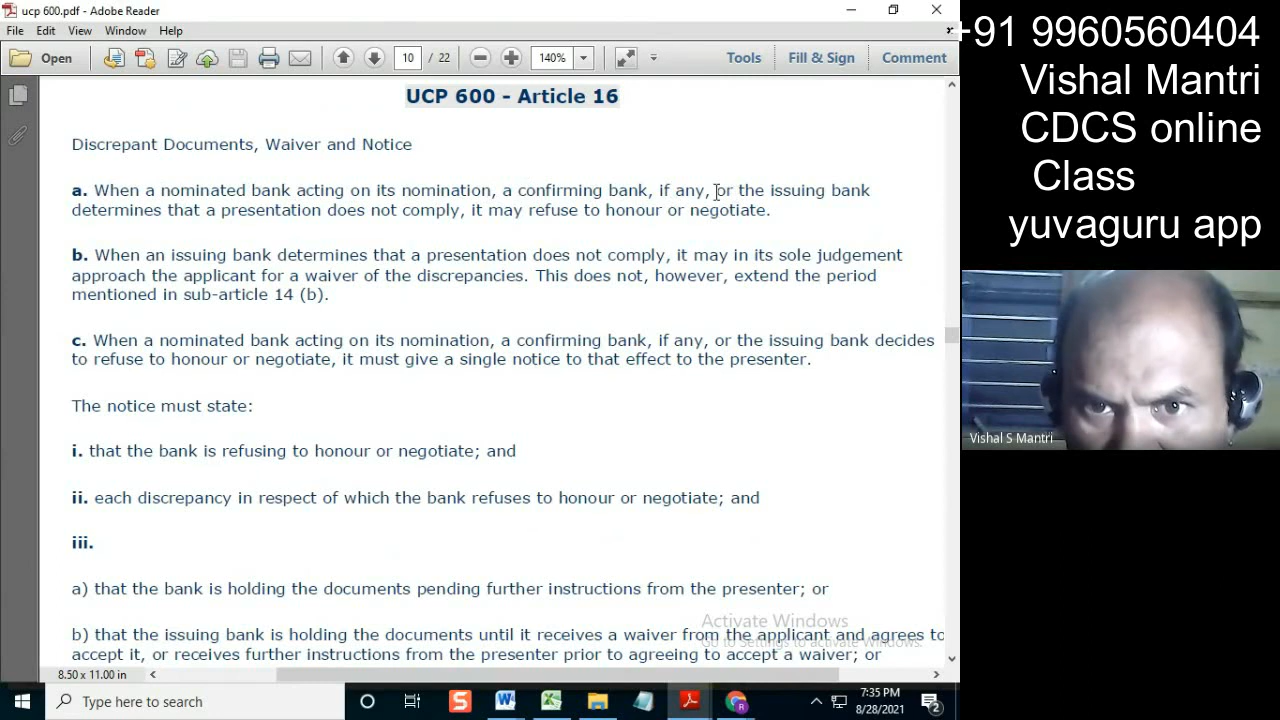 ucp 600.pdf - Adobe Reader
File Edit View Window Help
Open 10 / 22 140% Tools Fill & Sign Comment
UCP 600 - Article 16
Discrepant Documents, Waiver and Notice
a. When a nominated bank acting on its nomination, a confirming bank, if any, or the issuing bank
determines that a presentation does not comply, it may refuse to honour or negotiate.
b. When an issuing bank determines that a presentation does not comply, it may in its sole judgement
approach the applicant for a waiver of the discrepancies. This does not, however, extend the period
mentioned in sub-article 14 (b).
c. When a nominated bank acting on its nomination, a confirming bank, if any, or the issuing bank decides
to refuse to honour or negotiate, it must give a single notice to that effect to the presenter.
The notice must state:
i. that the bank is refusing to honour or negotiate; and
ii. each discrepancy in respect of which the bank refuses to honour or negotiate; and
iii.
a) that the bank is holding the documents pending further instructions from the presenter; or
b) that the issuing bank is holding the documents until it receives a waiver from the applicant and agrees to
accept it, or receives further instructions from the presenter prior to agreeing to accept a waiver; or
Activate Windows
Go to Settings to activate Windows.
8.50 x 11.00 in
Type here to search
7:35 PM
8/28/2021
2
+91 9960560404
Vishal Mantri
CDCS online
Class
yuvaguru app
Vishal S Mantri